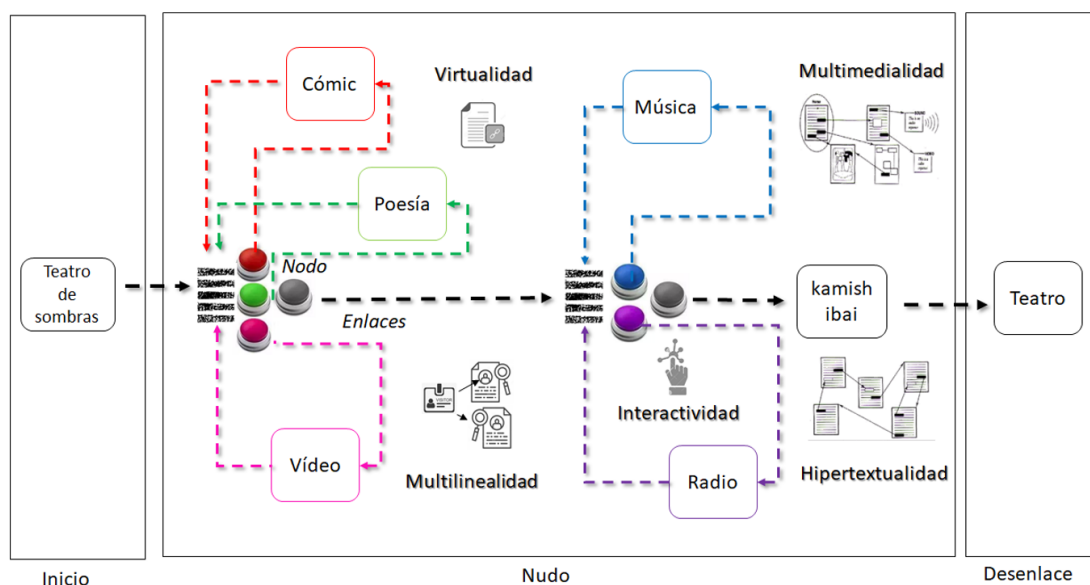 Cómic
Virtualidad
Poesía
Música
Multimedialidad
Teatro
de
sombras
Nodo
Enlaces
kamish
ibai
Teatro
Interactividad
Vídeo
Multilinealidad
Radio
Hipertextualidad
VISITOR
Inicio
Nudo
Desenlace